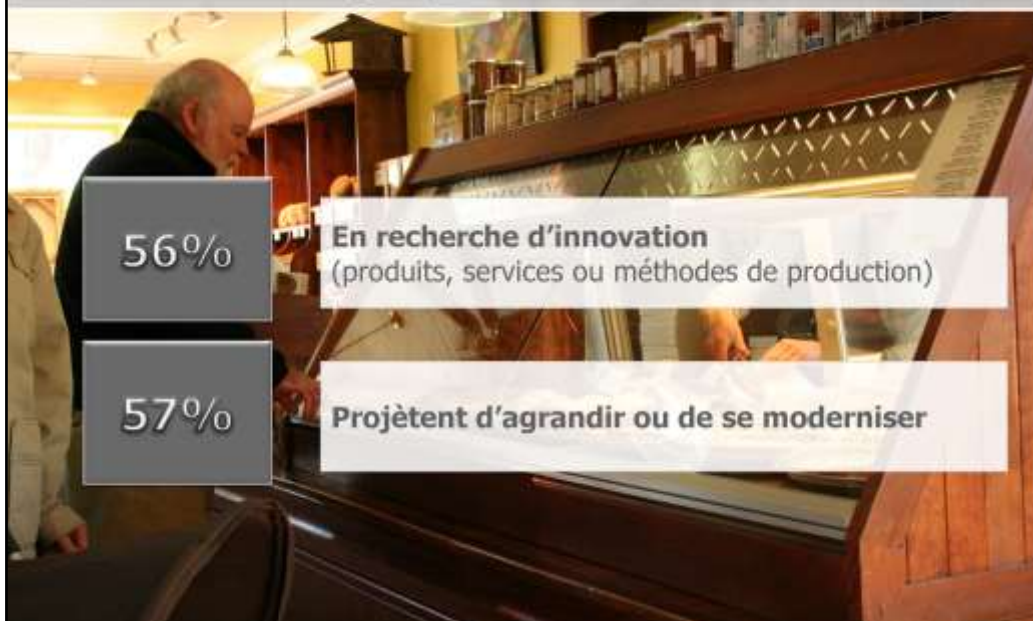 56%
En recherche d’innovation
(produits, services ou méthodes de production)
57%
Projètent d’agrandir ou de se moderniser